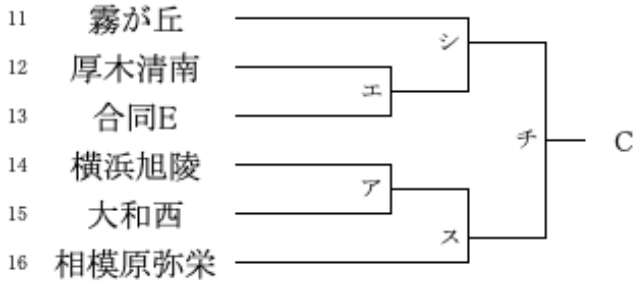 11 霧が丘
シ
12 厚木清南
エ
13 合同E
チ C
14 横浜旭陵
ア
15 大和西
ス
16 相模原弥栄